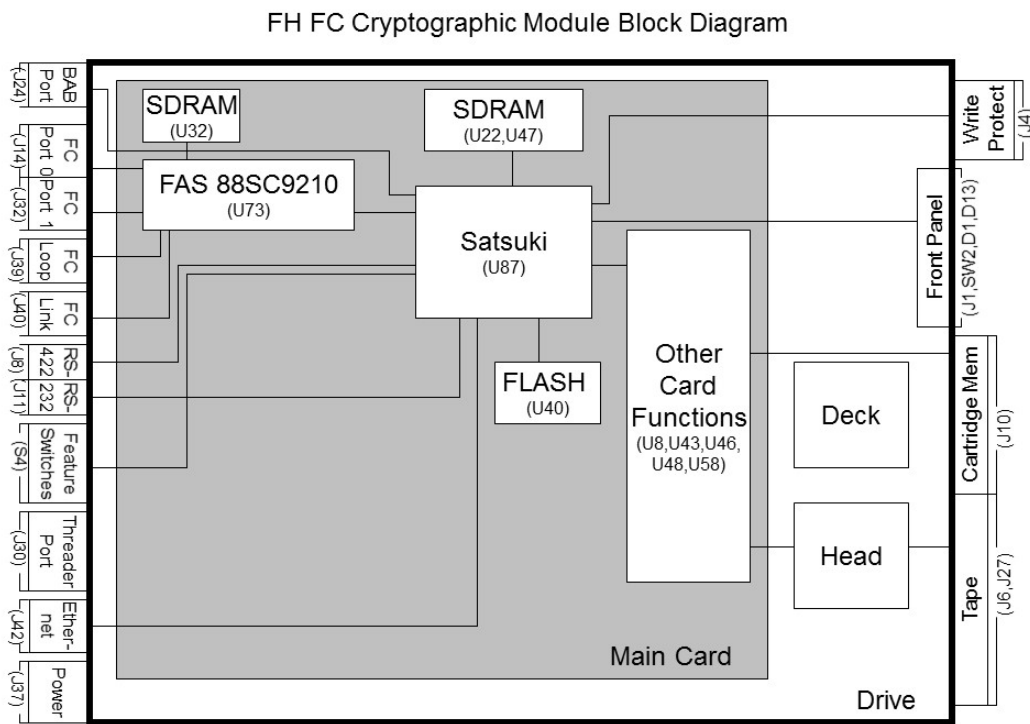 FH FC Cryptographic Module Block Diagram
BAB
Port
(J24)
FC
Port 0
(J14)
FC
Port 1
(J32)
FC
Loop
(J39)
FC
Link
(J40)
RS-
422
(J8)
RS-
232
(J11)
Feature
Switches
(S4)
Threader
Port
(J30)
Ether-
net
(J42)
Power
(J37)
SDRAM
(U32)
FAS 88SC9210
(U73)
SDRAM
(U22,U47)
Satsuki
(U87)
FLASH
(U40)
Other
Card
Functions
(U8,U43,U46,
U48,U58)
Deck
Head
Main Card
Drive
Write
Protect
(J4)
Front Panel
(J1,SW2,D1,D13)
Cartridge Mem
(J10)
Tape
(J6,J27)